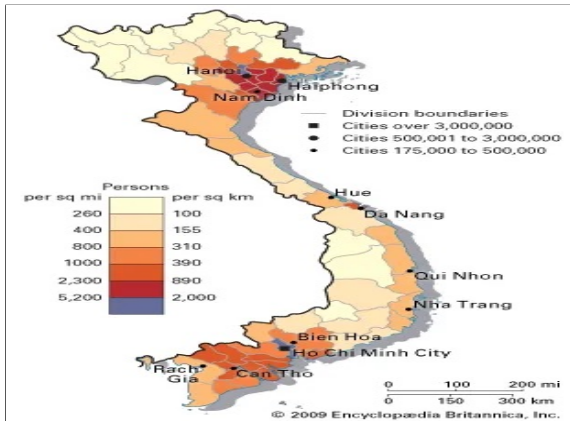 Hanoi
Haiphong
Nam Dinh
Division boundaries
Cities over 3,000,000
Cities 500,001 to 3,000,000
Cities 175,000 to 500,000
Persons
per sq mi per sq km
260 100
400 155
800 310
1000 390
2,300 890
5,200 2,000
Hue
Da Nang
Qui Nhon
Nha Trang
Bien Hoa
Ho Chi Minh City
Rach
Gia
Can Tho
0 100 200 mi
0 150 300 km
© 2009 Encyclopædia Britannica, Inc.